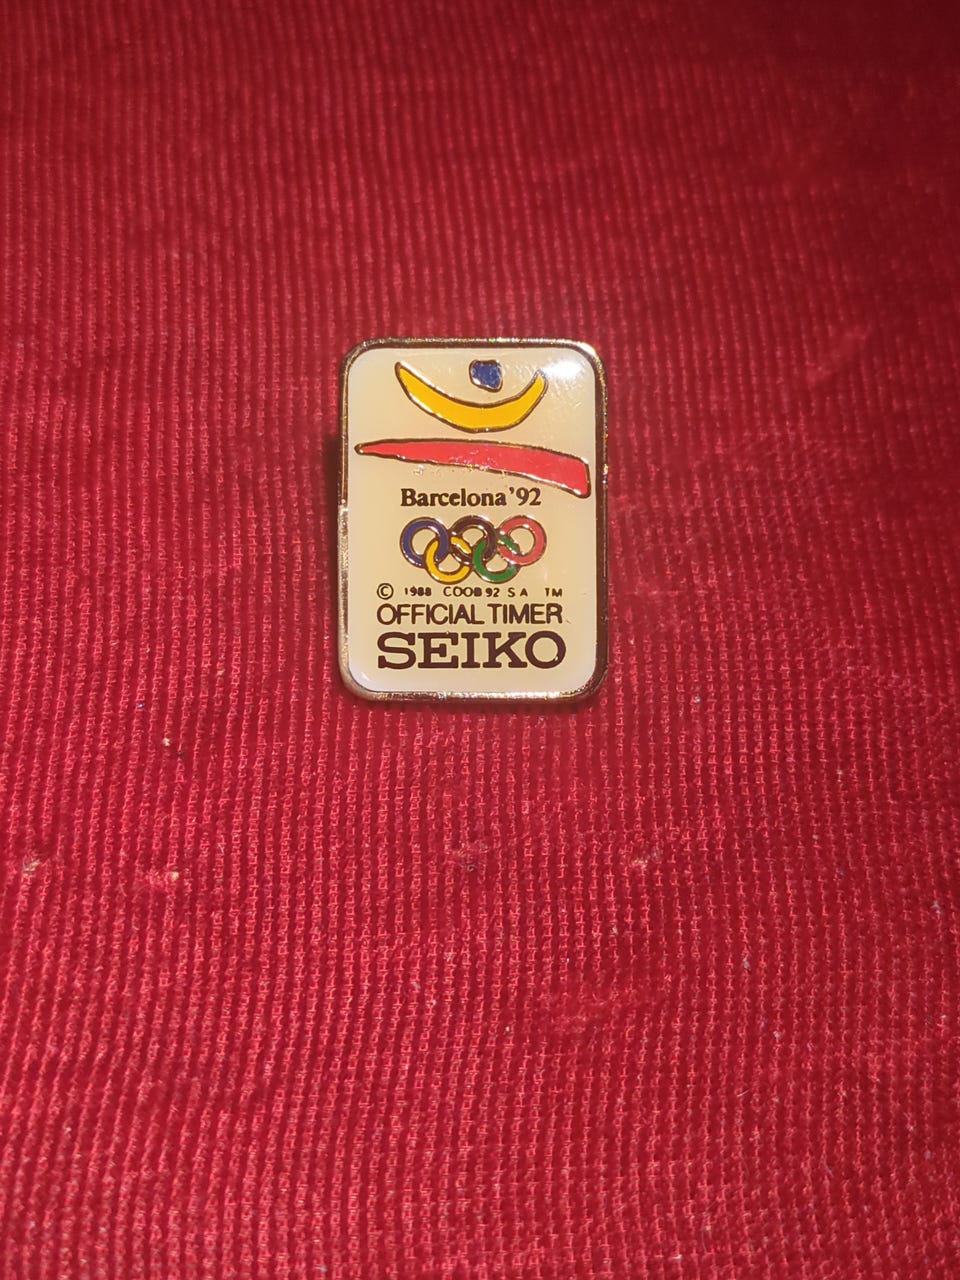 Barcelona '92
© 1988 COOB 92 S A TM
OFFICIAL TIMER
SEIKO